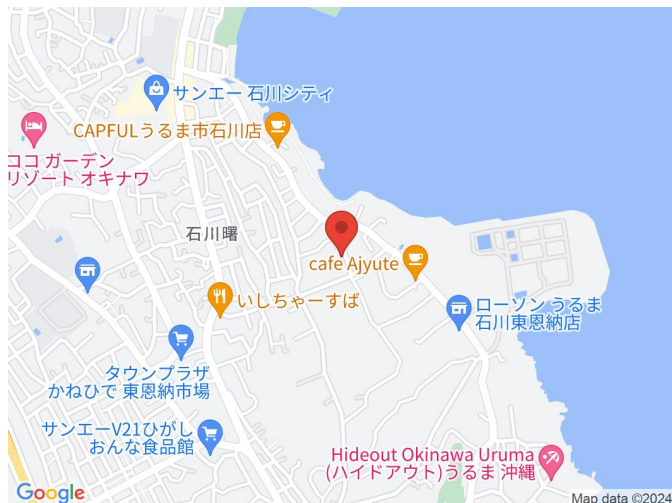 サンエー 石川シティ
CAPFULうるま市石川店
ココ ガーデン
リゾート オキナワ
石川曙
cafe Ajyute
いしちゃーすば
ローソン うるま
石川東恩納店
タウンプラザ
かねひで 東恩納市場
サンエーV21ひがし
おんな食品館
Hideout Okinawa Uruma
(ハイドアウト)うるま 沖縄
Google
Map data ©2024